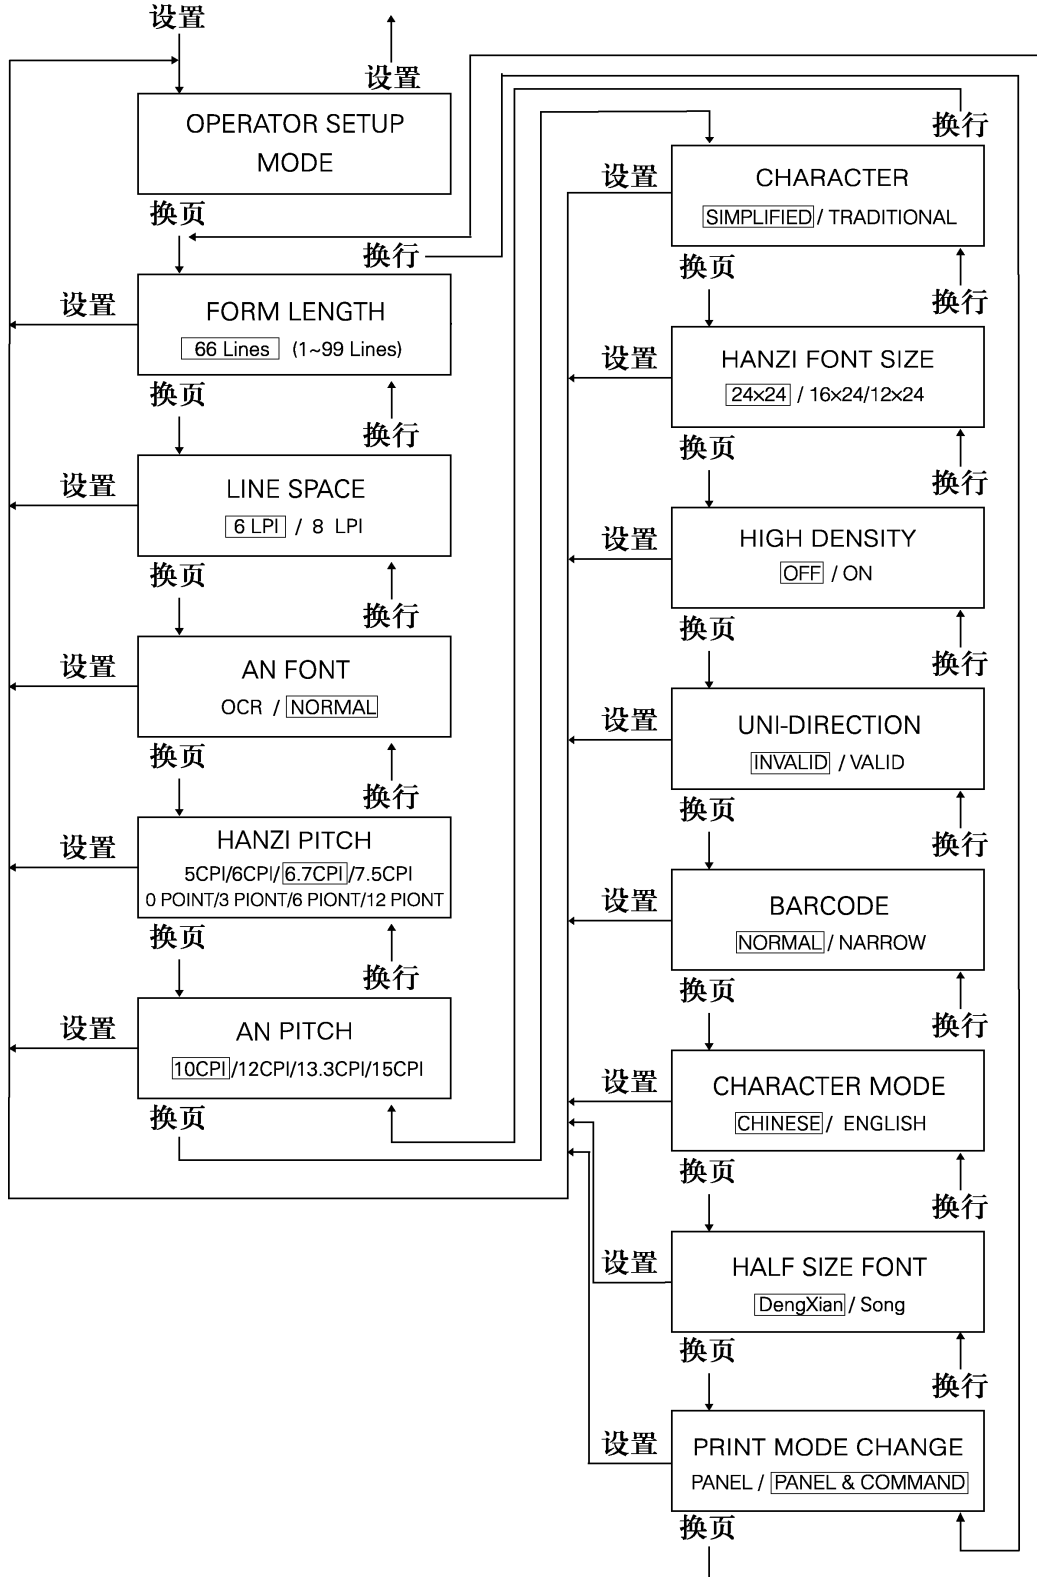 设置
设置
OPERATOR SETUP
MODE
换页
换行
设置
FORM LENGTH
66 Lines (1~99 Lines)
换页
换行
设置
LINE SPACE
6 LPI / 8 LPI
换页
换行
设置
AN FONT
OCR / NORMAL
换页
换行
设置
HANZI PITCH
5CPI/6CPI/6.7CPI/7.5CPI
0 POINT/3 PIONT/6 PIONT/12 PIONT
换页
换行
设置
AN PITCH
10CPI/12CPI/13.3CPI/15CPI
换页
换行
设置
CHARACTER
SIMPLIFIED/ TRADITIONAL
换页
换行
设置
HANZI FONT SIZE
24×24 / 16×24/12×24
换页
换行
设置
HIGH DENSITY
OFF / ON
换页
换行
设置
UNI-DIRECTION
INVALID / VALID
换页
换行
设置
BARCODE
NORMAL / NARROW
换页
换行
设置
CHARACTER MODE
CHINESE / ENGLISH
换页
换行
设置
HALF SIZE FONT
DengXian / Song
换页
换行
设置
PRINT MODE CHANGE
PANEL / PANEL & COMMAND
换页